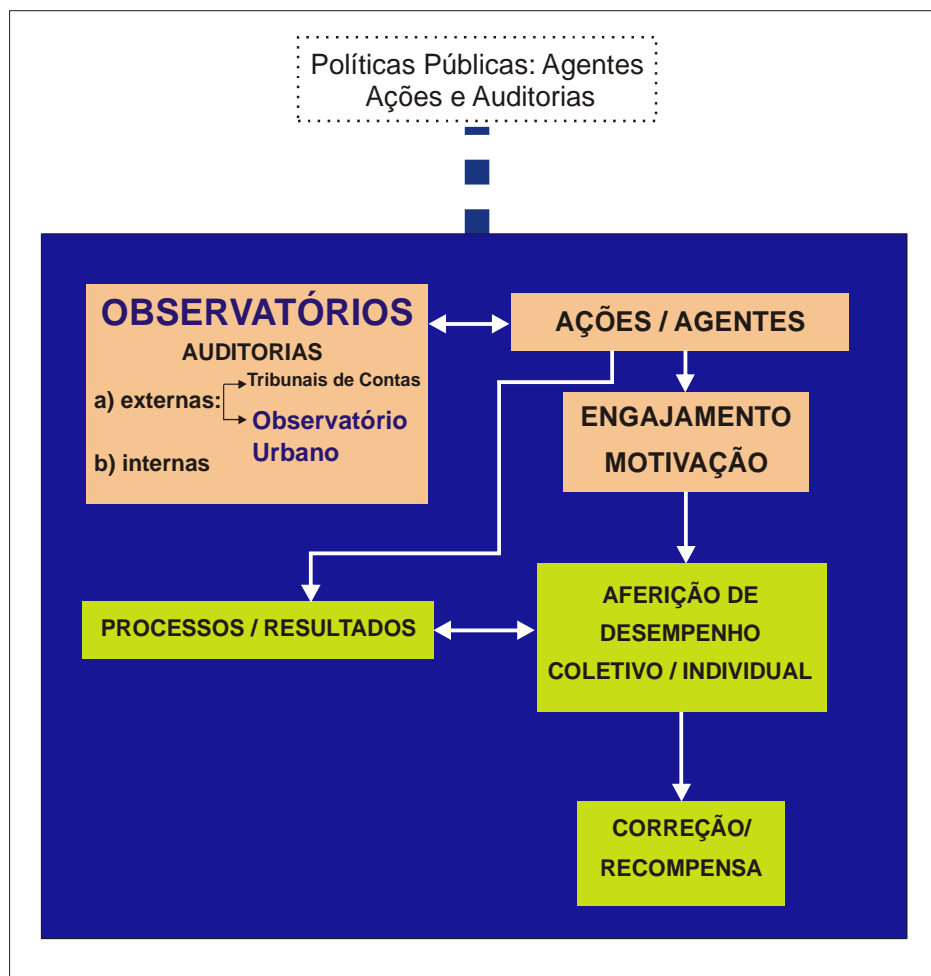 Políticas Públicas: Agentes
Ações e Auditorias
OBSERVATÓRIOS
AUDITORIAS
a) externas:
Tribunais de Contas
Observatório
Urbano
b) internas
AÇÕES / AGENTES
ENGAJAMENTO
MOTIVAÇÃO
PROCESSOS / RESULTADOS
AFERIÇÃO DE
DESEMPENHO
COLETIVO / INDIVIDUAL
CORREÇÃO/
RECOMPENSA